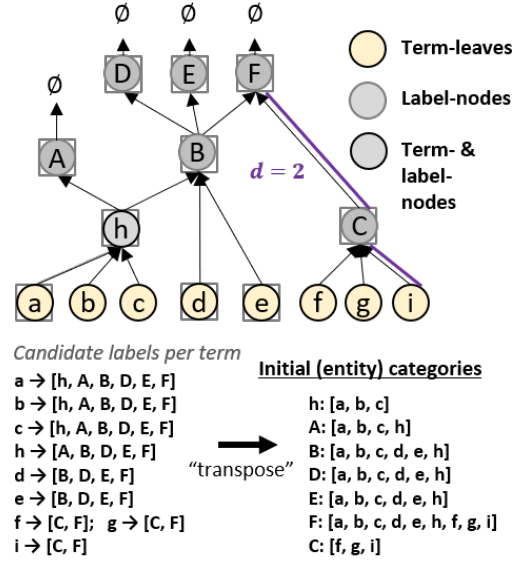 Ø Ø Ø
D E F
Term-leaves
Ø
Label-nodes
A B
d = 2
Term- &
label-
nodes
h C
a b c d e f g i
Candidate labels per term
a → [h, A, B, D, E, F]
b → [h, A, B, D, E, F]
c → [h, A, B, D, E, F]
h → [A, B, D, E, F]
d → [B, D, E, F]
e → [B, D, E, F]
f → [C, F]; g → [C, F]
i → [C, F]
“transpose”
Initial (entity) categories
h: [a, b, c]
A: [a, b, c, h]
B: [a, b, c, d, e, h]
D: [a, b, c, d, e, h]
E: [a, b, c, d, e, h]
F: [a, b, c, d, e, h, f, g, i]
C: [f, g, i]